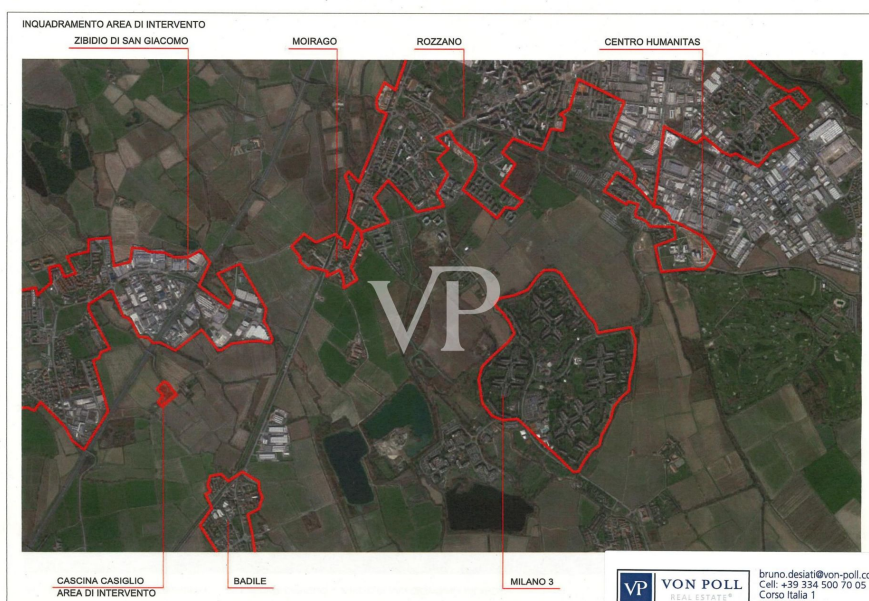 INQUADRAMENTO AREA DI INTERVENTO
ZIBIDIO DI SAN GIACOMO
MOIRAGO
ROZZANO
CENTRO HUMANITAS
VP
CASCINA CASIGLIO
AREA DI INTERVENTO
BADILE
MILANO 3
VP
VON POLL
REAL ESTATE®
bruno.desiati@von-poll.co
Cell: +39 334 500 70 05
Corso Italia 1